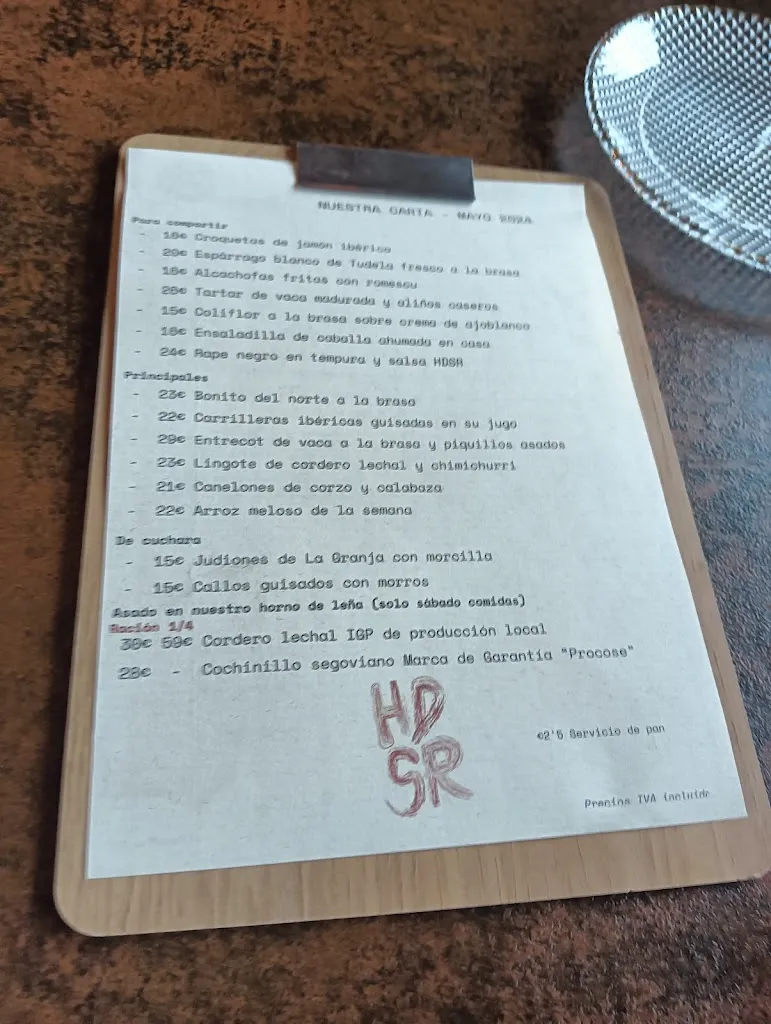 NUESTRA CARTA - MAYO 2024
Para compartir
- 16€ Croquetas de jamón ibérico
- Espárrago blanco de Tudela fresco a la brasa
- Alcachofas fritas con romescu
- Tartar de vaca madurada y aliños caseros
- 15€ Coliflor a la brasa sobre crema de ajoblanco
- Ensaladilla de caballa ahumada en casa
- 24€ Rape negro en tempura y salsa HDSR
Principales
- 23€ Bonito del norte a la brasa
- 22€ Carrilleras ibéricas guisadas en su jugo
- 29€ Entrecot de vaca a la brasa y piquillos asados
- 23€ Lingote de cordero lechal y chimichurri
- 21€ Canelones de corzo y calabaza
- 22€ Arroz meloso de la semana
De cuchara
- 15€ Judiones de La Granja con morcilla
- 15€ Callos guisados con morros
Asado en nuestro horno de leña (solo sábado comidas)
Ración 1/4
30€ 59€ Cordero lechal IGP de producción local
28€ - Cochinillo segoviano Marca de Garantía "Procose"
HD
SR
€2'5 Servicio de pan
Precios IVA incluido